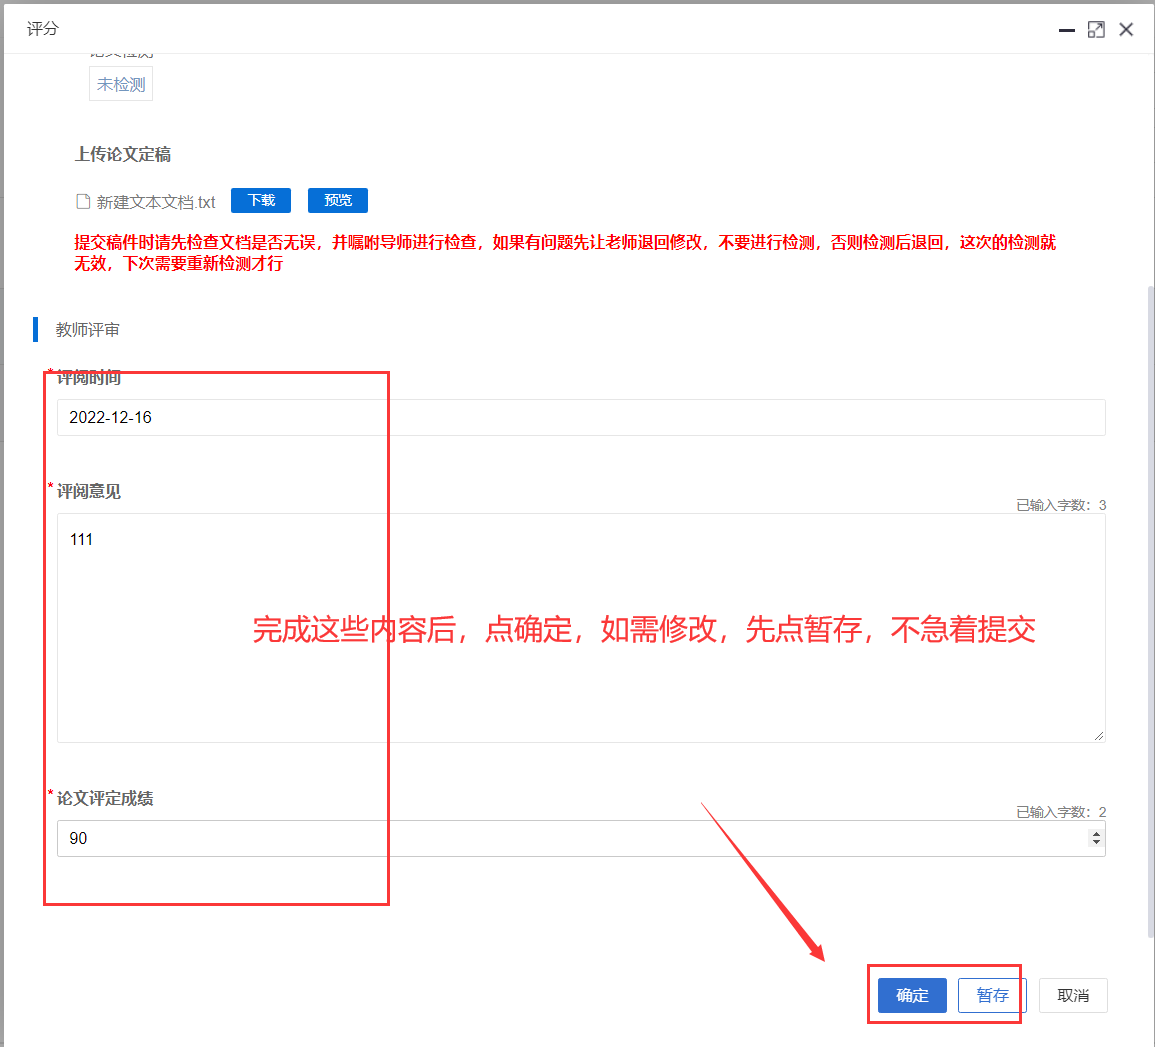 评分
论文检测
未检测
上传论文定稿
新建文本文档.txt 下载 预览
提交稿件时请先检查文档是否无误，并嘱咐导师进行检查，如果有问题先让老师退回修改，不要进行检测，否则检测后退回，这次的检测就
无效，下次需要重新检测才行
教师评审
*评阅时间
2022-12-16
*评阅意见
已输入字数：3
111
完成这些内容后，点确定，如需修改，先点暂存，不急着提交
*论文评定成绩
已输入字数：2
90
确定 暂存 取消